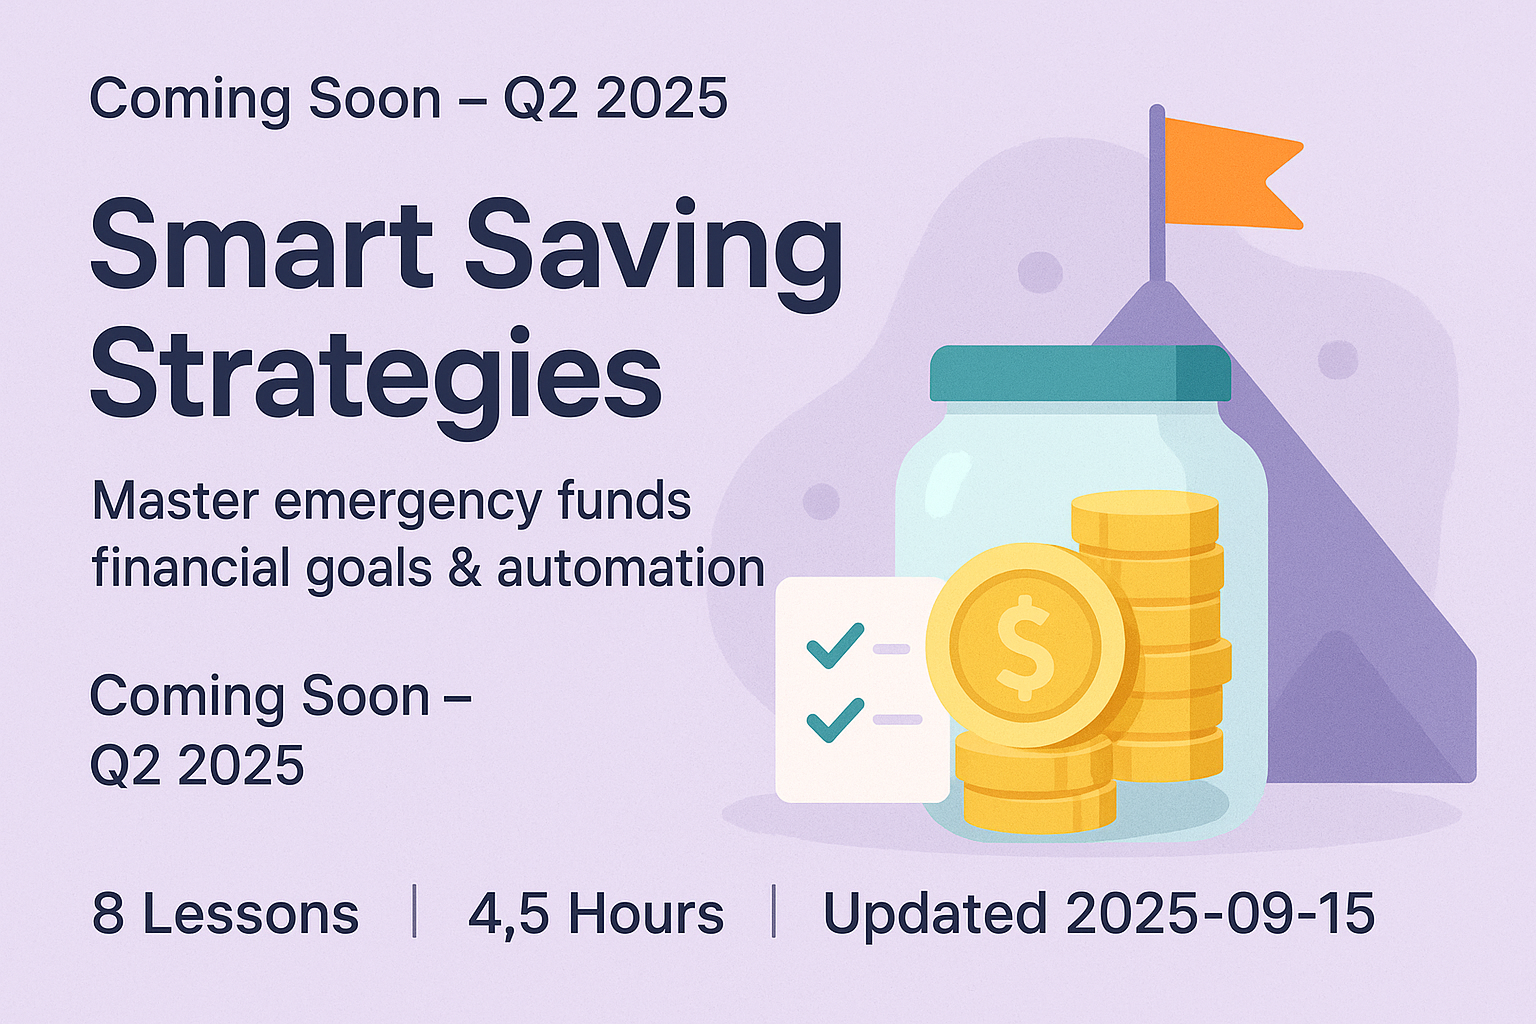 Coming Soon – Q2 2025
Smart Saving
Strategies
Master emergency funds
financial goals & automation
Coming Soon –
Q2 2025
$
8 Lessons | 4,5 Hours | Updated 2025-09-15